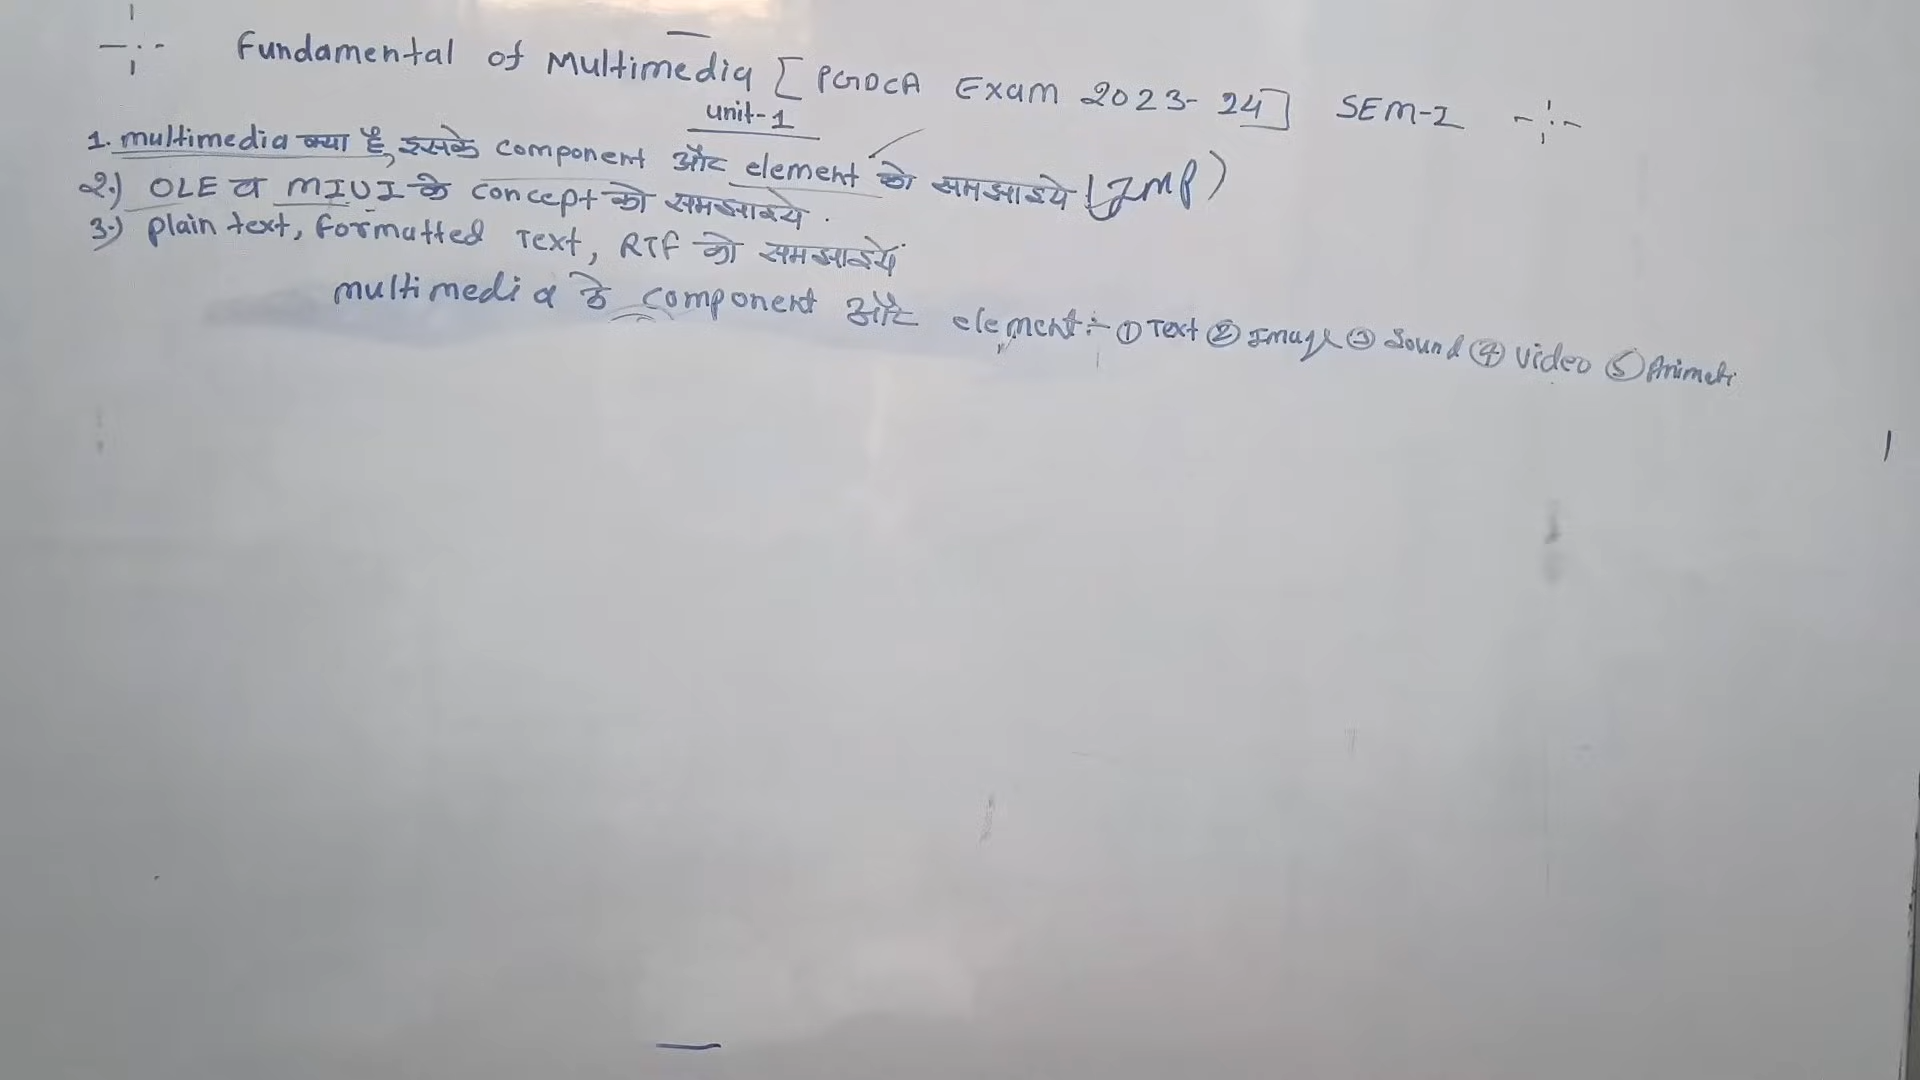 Fundamental of Multimedia [PGDCA Exam 2023-24] SEM-I
unit-1
1. multimedia क्या है, इसके component और element को समझाइये (IMP)
2.) OLE व MIUI के concept को समझाइये.
3.) plain text, Formatted Text, RTF को समझाइये
multimedia के component और element:- ① Text ② Image ③ Sound ④ video ⑤ Animati